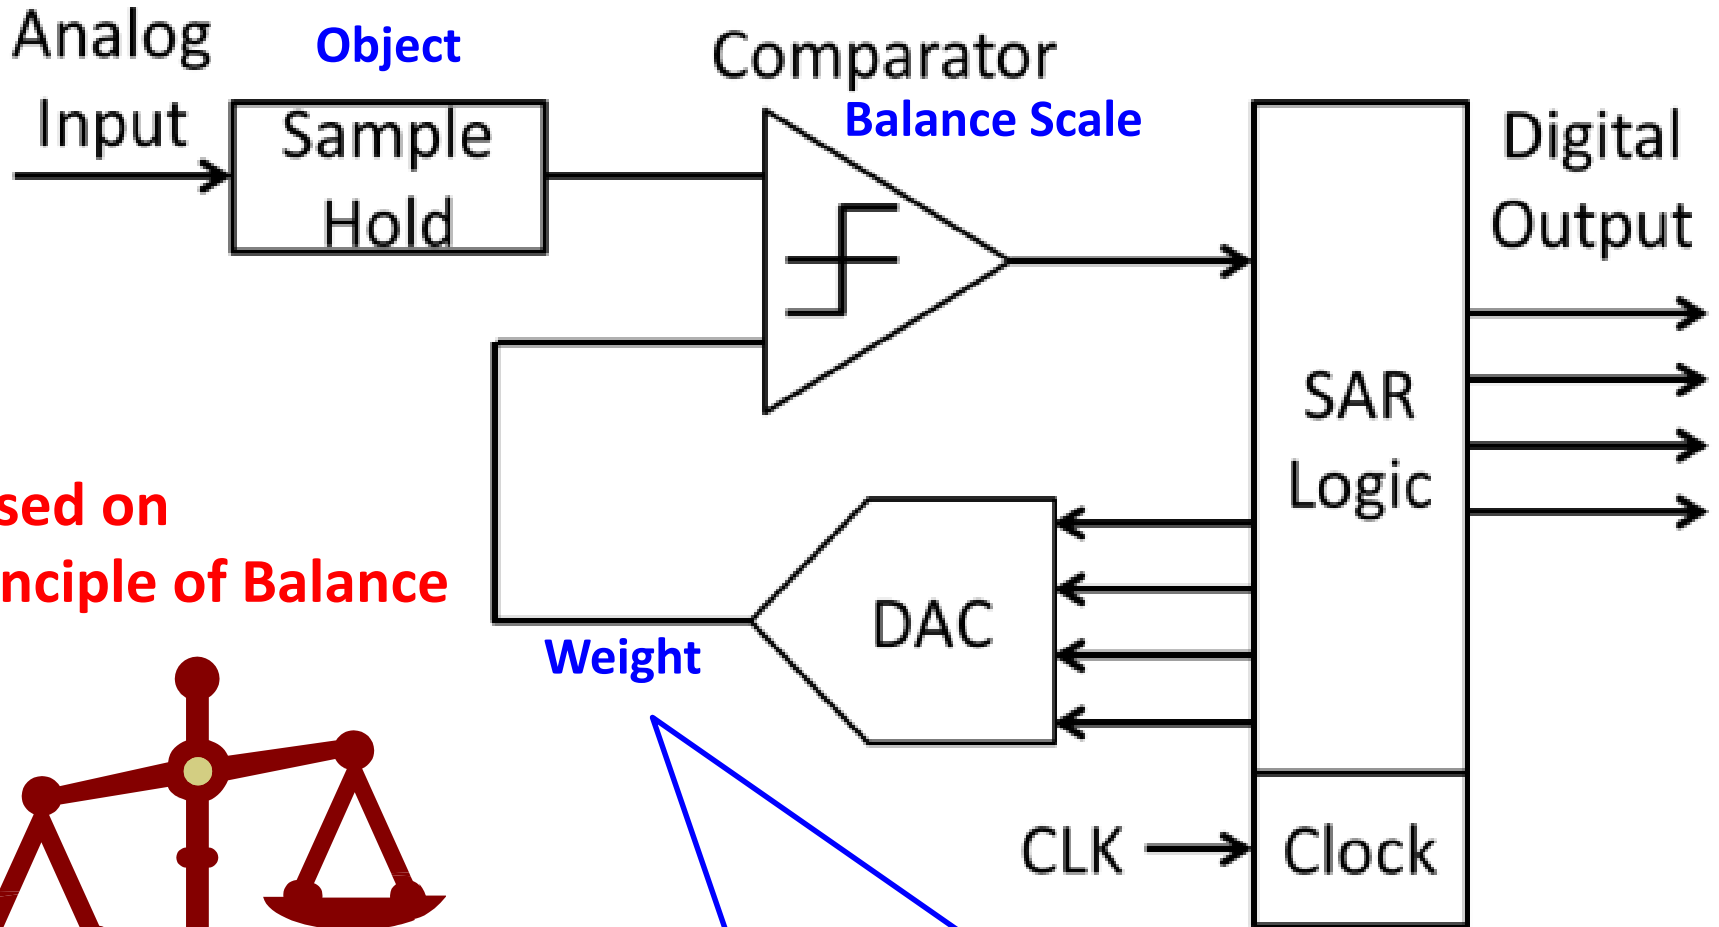 Analog
Input
Object
Sample
Hold
Comparator
Balance Scale
Digital
Output
SAR
Logic
sed on
nciple of Balance
Weight
DAC
CLK
Clock